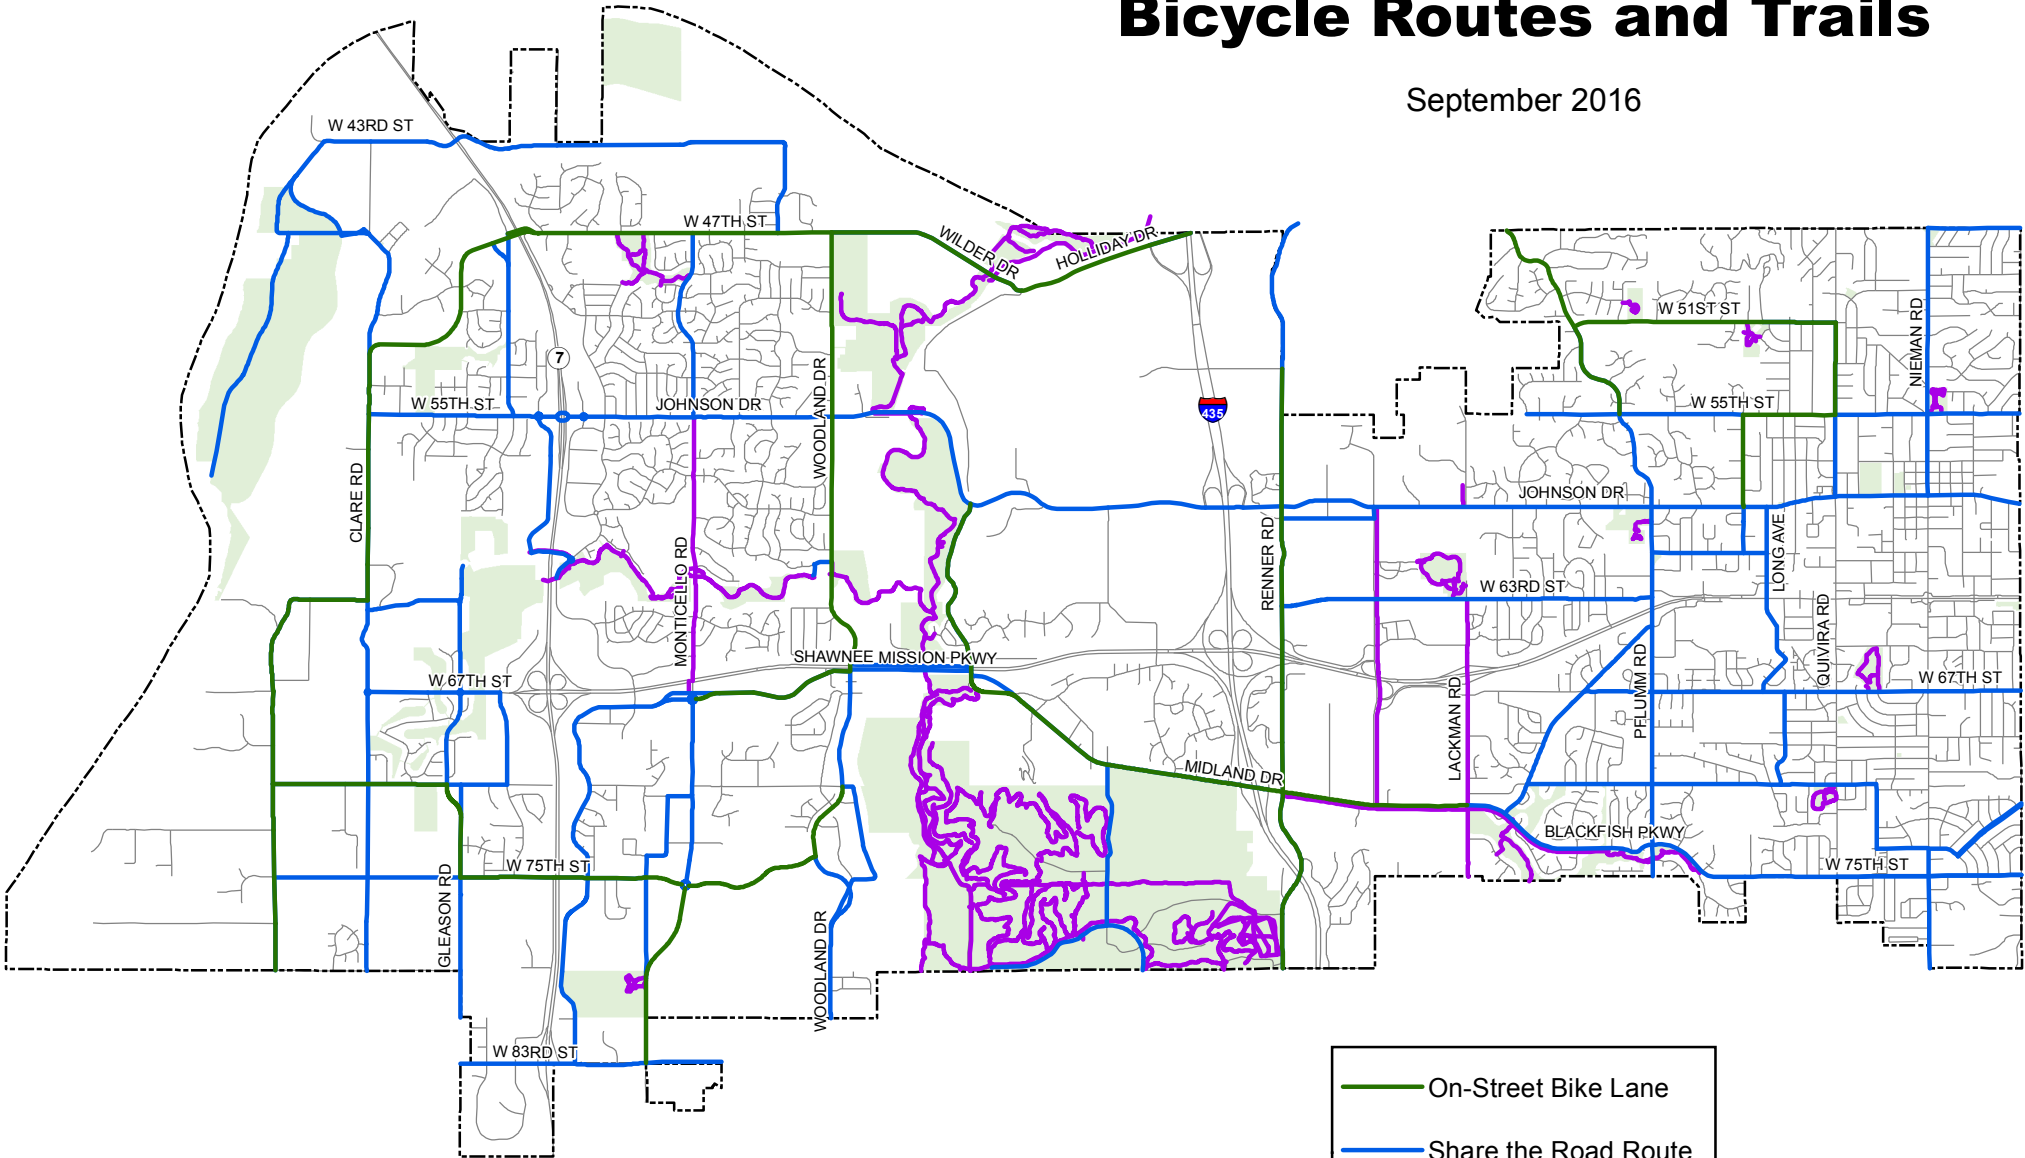 Bicycle Routes and Trails
September 2016
W 43RD ST
W 47TH ST
WILDER DR
HOLLIDAY DR
W 51ST ST
NIEMAN RD
7
WOODLAND DR
W 55TH ST
JOHNSON DR
435
W 55TH ST
CLARE RD
JOHNSON DR
RENNER RD
LONG AVE
MONTICELLO RD
W 63RD ST
QUIVIRA RD
SHAWNEE MISSION PKWY
PFLUMM RD
W 67TH ST
LACKMAN RD
W 67TH ST
MIDLAND DR
BLACKFISH PKWY
W 75TH ST
W 75TH ST
GLEASON RD
WOODLAND DR
W 83RD ST
On-Street Bike Lane
Share the Road Route